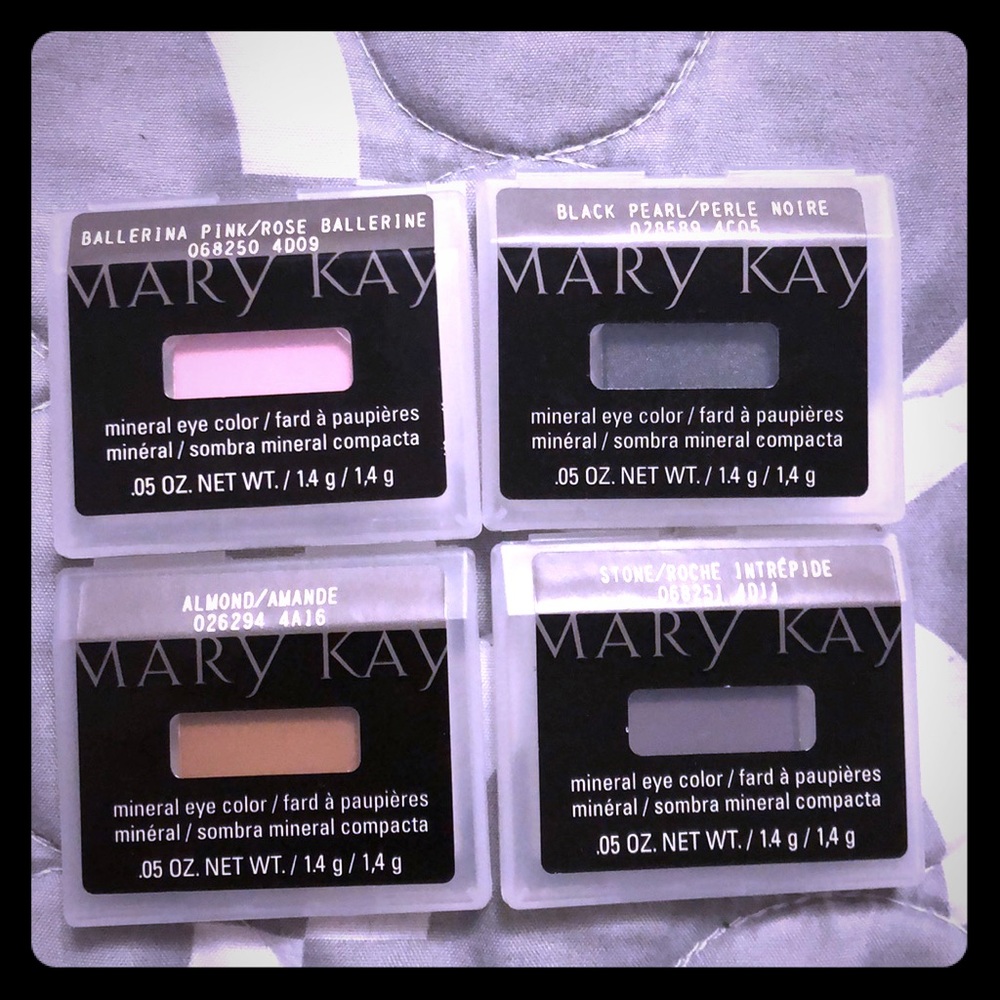 BALLERINA PINK/ROSE BALLERINE
068250 4D09
MARY KAY
mineral eye color / fard à paupières
minéral / sombra mineral compacta
.05 OZ. NET WT. / 1.4 g / 1,4 g
BLACK PEARL/PERLE NOIRE
028589 4C05
MARY KAY
mineral eye color / fard à paupières
minéral / sombra mineral compacta
.05 OZ. NET WT. / 1.4 g / 1,4 g
ALMOND/AMANDE
026294 4A16
MARY KAY
mineral eye color / fard à paupières
minéral / sombra mineral compacta
.05 OZ. NET WT. / 1.4 g / 1,4 g
STONE/ROCHE INTRÉPIDE
068251 4D11
MARY KAY
mineral eye color / fard à paupières
minéral / sombra mineral compacta
.05 OZ. NET WT. / 1.4 g / 1,4 g